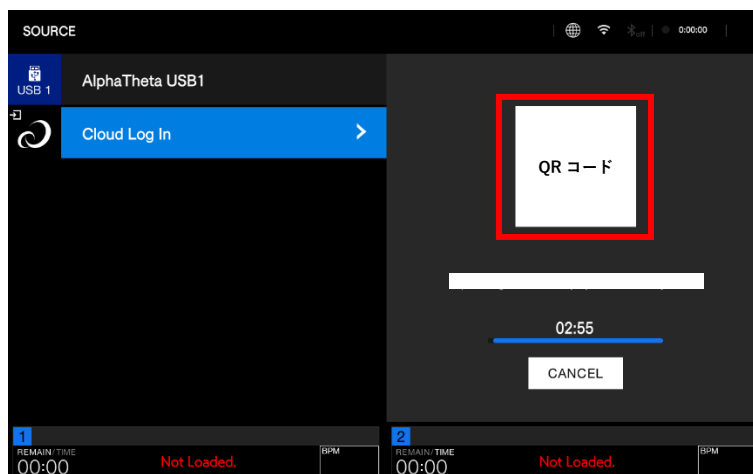 SOURCE
off
0:00:00
USB 1
AlphaTheta USB1
Cloud Log In
QR コード
02:55
CANCEL
1
REMAIN/TIME
00:00
Not Loaded.
BPM
2
REMAIN/TIME
00:00
Not Loaded.
BPM